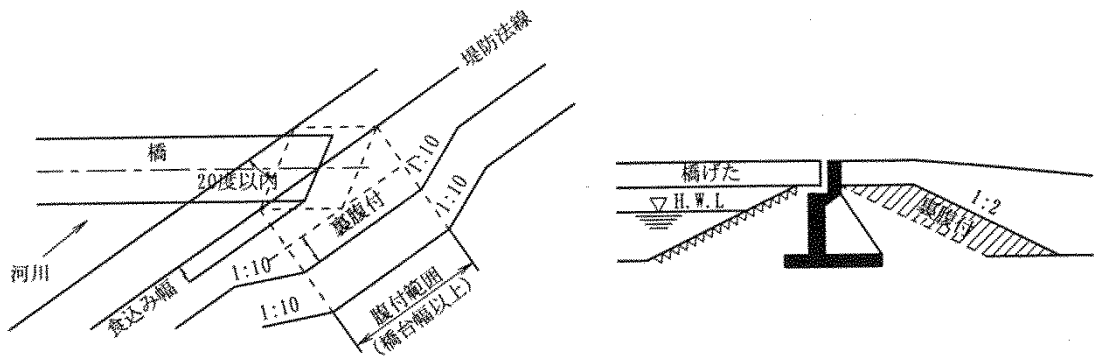 堤防法線
橋
20度以内
1:10
1:10
裏腹付
河川
1:10
食込み幅
1:10
腹付範囲
(橋台幅以上)
橋げた
H.W.L
1:2
裏腹付